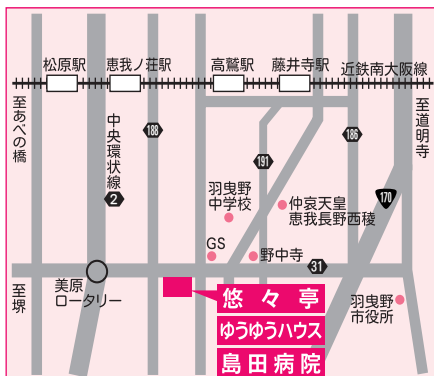 松原駅
恵我ノ荘駅
高鷲駅
藤井寺駅
近鉄南大阪線
至あべの橋
中央環状線
2
188
191
186
170
至道明寺
羽曳野
中学校
仲哀天皇
恵我長野西稜
GS
野中寺
31
至堺
美原
ロータリー
悠々亭
ゆうゆうハウス
島田病院
羽曳野
市役所